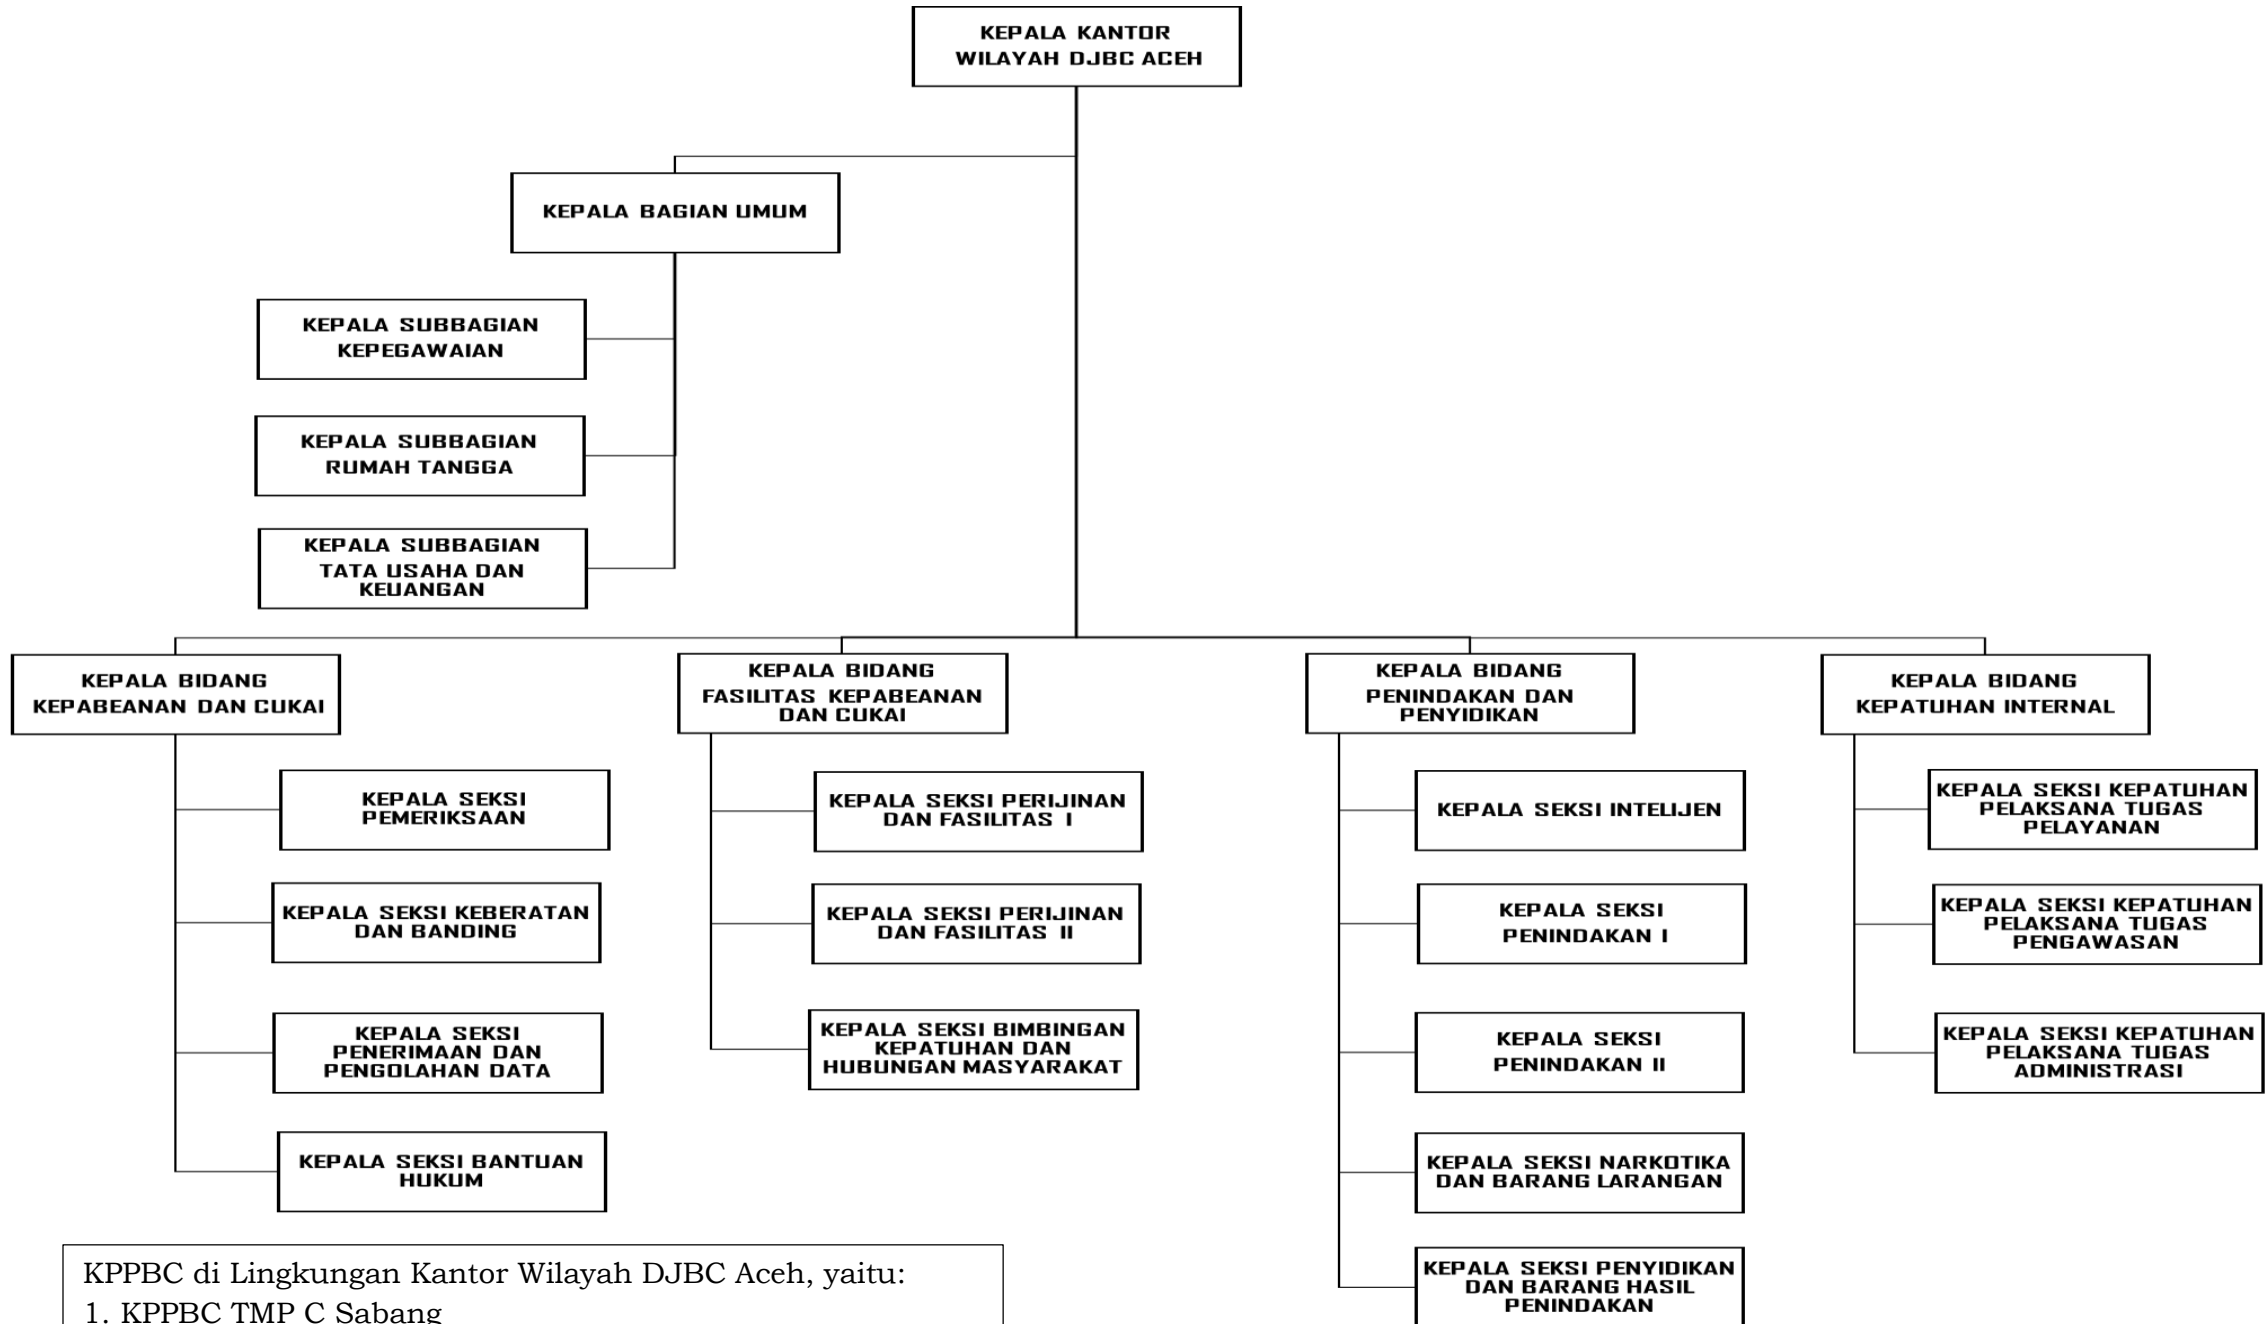 KEPALA KANTOR
WILAYAH DJBC ACEH
KEPALA BAGIAN UMUM
KEPALA SUBBAGIAN
KEPEGAWAIAN
KEPALA SUBBAGIAN
RUMAH TANGGA
KEPALA SUBBAGIAN
TATA USAHA DAN
KEUANGAN
KEPALA BIDANG
KEPABEANAN DAN CUKAI
KEPALA SEKSI
PEMERIKSAAN
KEPALA SEKSI KEBERATAN
DAN BANDING
KEPALA SEKSI
PENERIMAAN DAN
PENGOLAHAN DATA
KEPALA SEKSI BANTUAN
HUKUM
KEPALA BIDANG
FASILITAS KEPABEANAN
DAN CUKAI
KEPALA SEKSI PERIJINAN
DAN FASILITAS I
KEPALA SEKSI PERIJINAN
DAN FASILITAS II
KEPALA SEKSI BIMBINGAN
KEPATUHAN DAN
HUBUNGAN MASYARAKAT
KEPALA BIDANG
PENINDAKAN DAN
PENYIDIKAN
KEPALA SEKSI INTELIJEN
KEPALA SEKSI
PENINDAKAN I
KEPALA SEKSI
PENINDAKAN II
KEPALA SEKSI NARKOTIKA
DAN BARANG LARANGAN
KEPALA SEKSI PENYIDIKAN
DAN BARANG HASIL
PENINDAKAN
KEPALA BIDANG
KEPATUHAN INTERNAL
KEPALA SEKSI KEPATUHAN
PELAKSANA TUGAS
PELAYANAN
KEPALA SEKSI KEPATUHAN
PELAKSANA TUGAS
PENGAWASAN
KEPALA SEKSI KEPATUHAN
PELAKSANA TUGAS
ADMINISTRASI
KPPBC di Lingkungan Kantor Wilayah DJBC Aceh, yaitu:
1. KPPBC TMP C Sabang